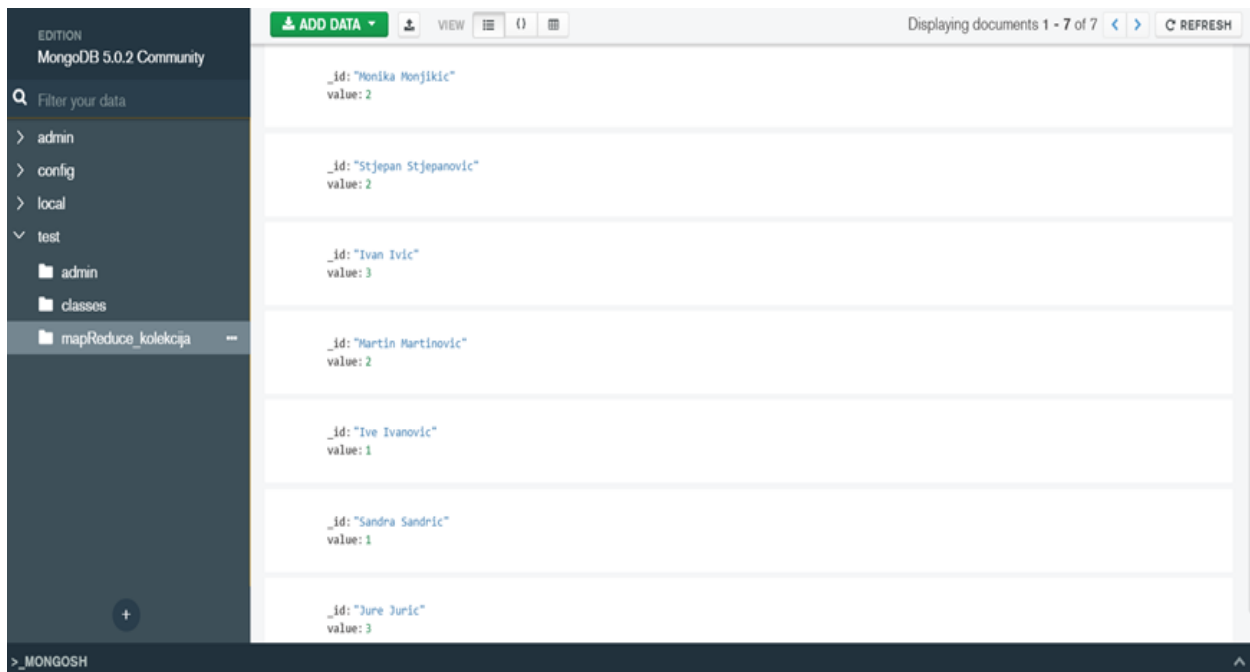 EDITION
MongoDB 5.0.2 Community
Filter your data
admin
config
local
test
admin
classes
mapReduce_kolekcija
ADD DATA
VIEW
{}
Displaying documents 1 - 7 of 7
REFRESH
_id: "Monika Monjikic"
value: 2
_id: "Stjepan Stjepanovic"
value: 2
_id: "Ivan Ivic"
value: 3
_id: "Martin Martinovic"
value: 2
_id: "Ive Ivanovic"
value: 1
_id: "Sandra Sandric"
value: 1
_id: "Jure Juric"
value: 3
>_MONGOSH